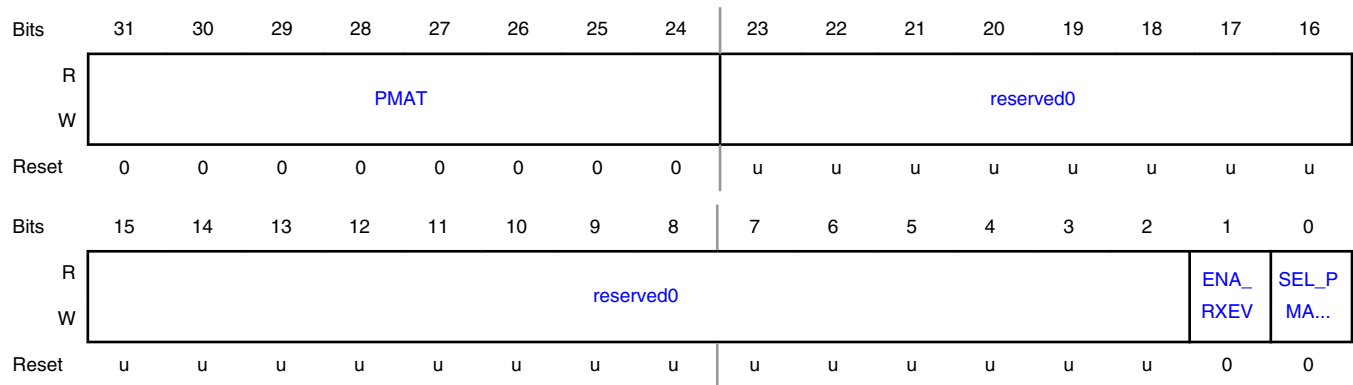 Bits 31 30 29 28 27 26 25 24 23 22 21 20 19 18 17 16
R
PMAT reserved0
W
Reset 0 0 0 0 0 0 0 0 u u u u u u u u
Bits 15 14 13 12 11 10 9 8 7 6 5 4 3 2 1 0
R ENA_ SEL_P
reserved0
W RXEV MA...
Reset u u u u u u u u u u u u u u 0 0